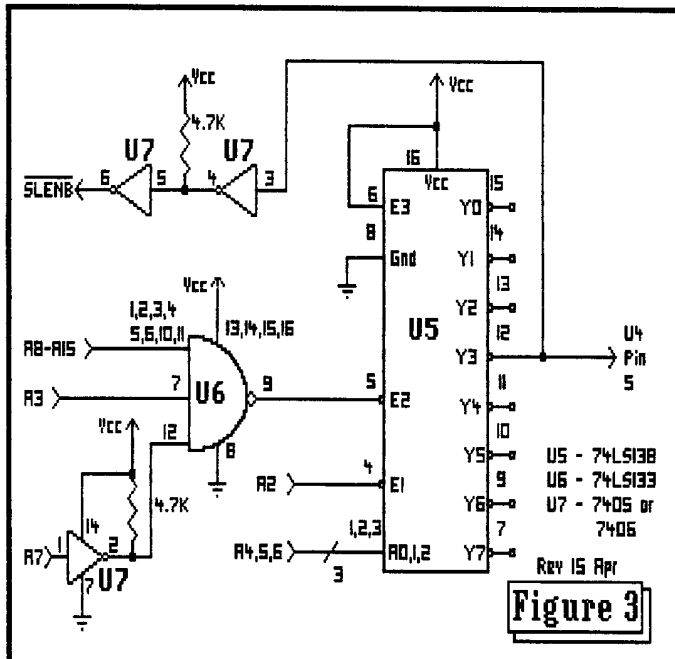 Vcc
4.7K
U7
U7
6
5
4
3
SLENB
Vcc
16
Vcc
6
E3
8
Gnd
U5
15
Y0
14
Y1
13
Y2
12
Y3
11
Y4
10
Y5
9
Y6
7
Y7
U4
Pin
5
Vcc
1,2,3,4
5,6,10,11
13,14,15,16
A8-A15
A3
7
U6
9
12
8
5
E2
4
A2
E1
1,2,3
A4,5,6
3
A0,1,2
Vcc
4.7K
14
A7
1
2
7
U7
U5 - 74LS138
U6 - 74LS133
U7 - 7405 or
7406
Rev 15 Apr
Figure 3